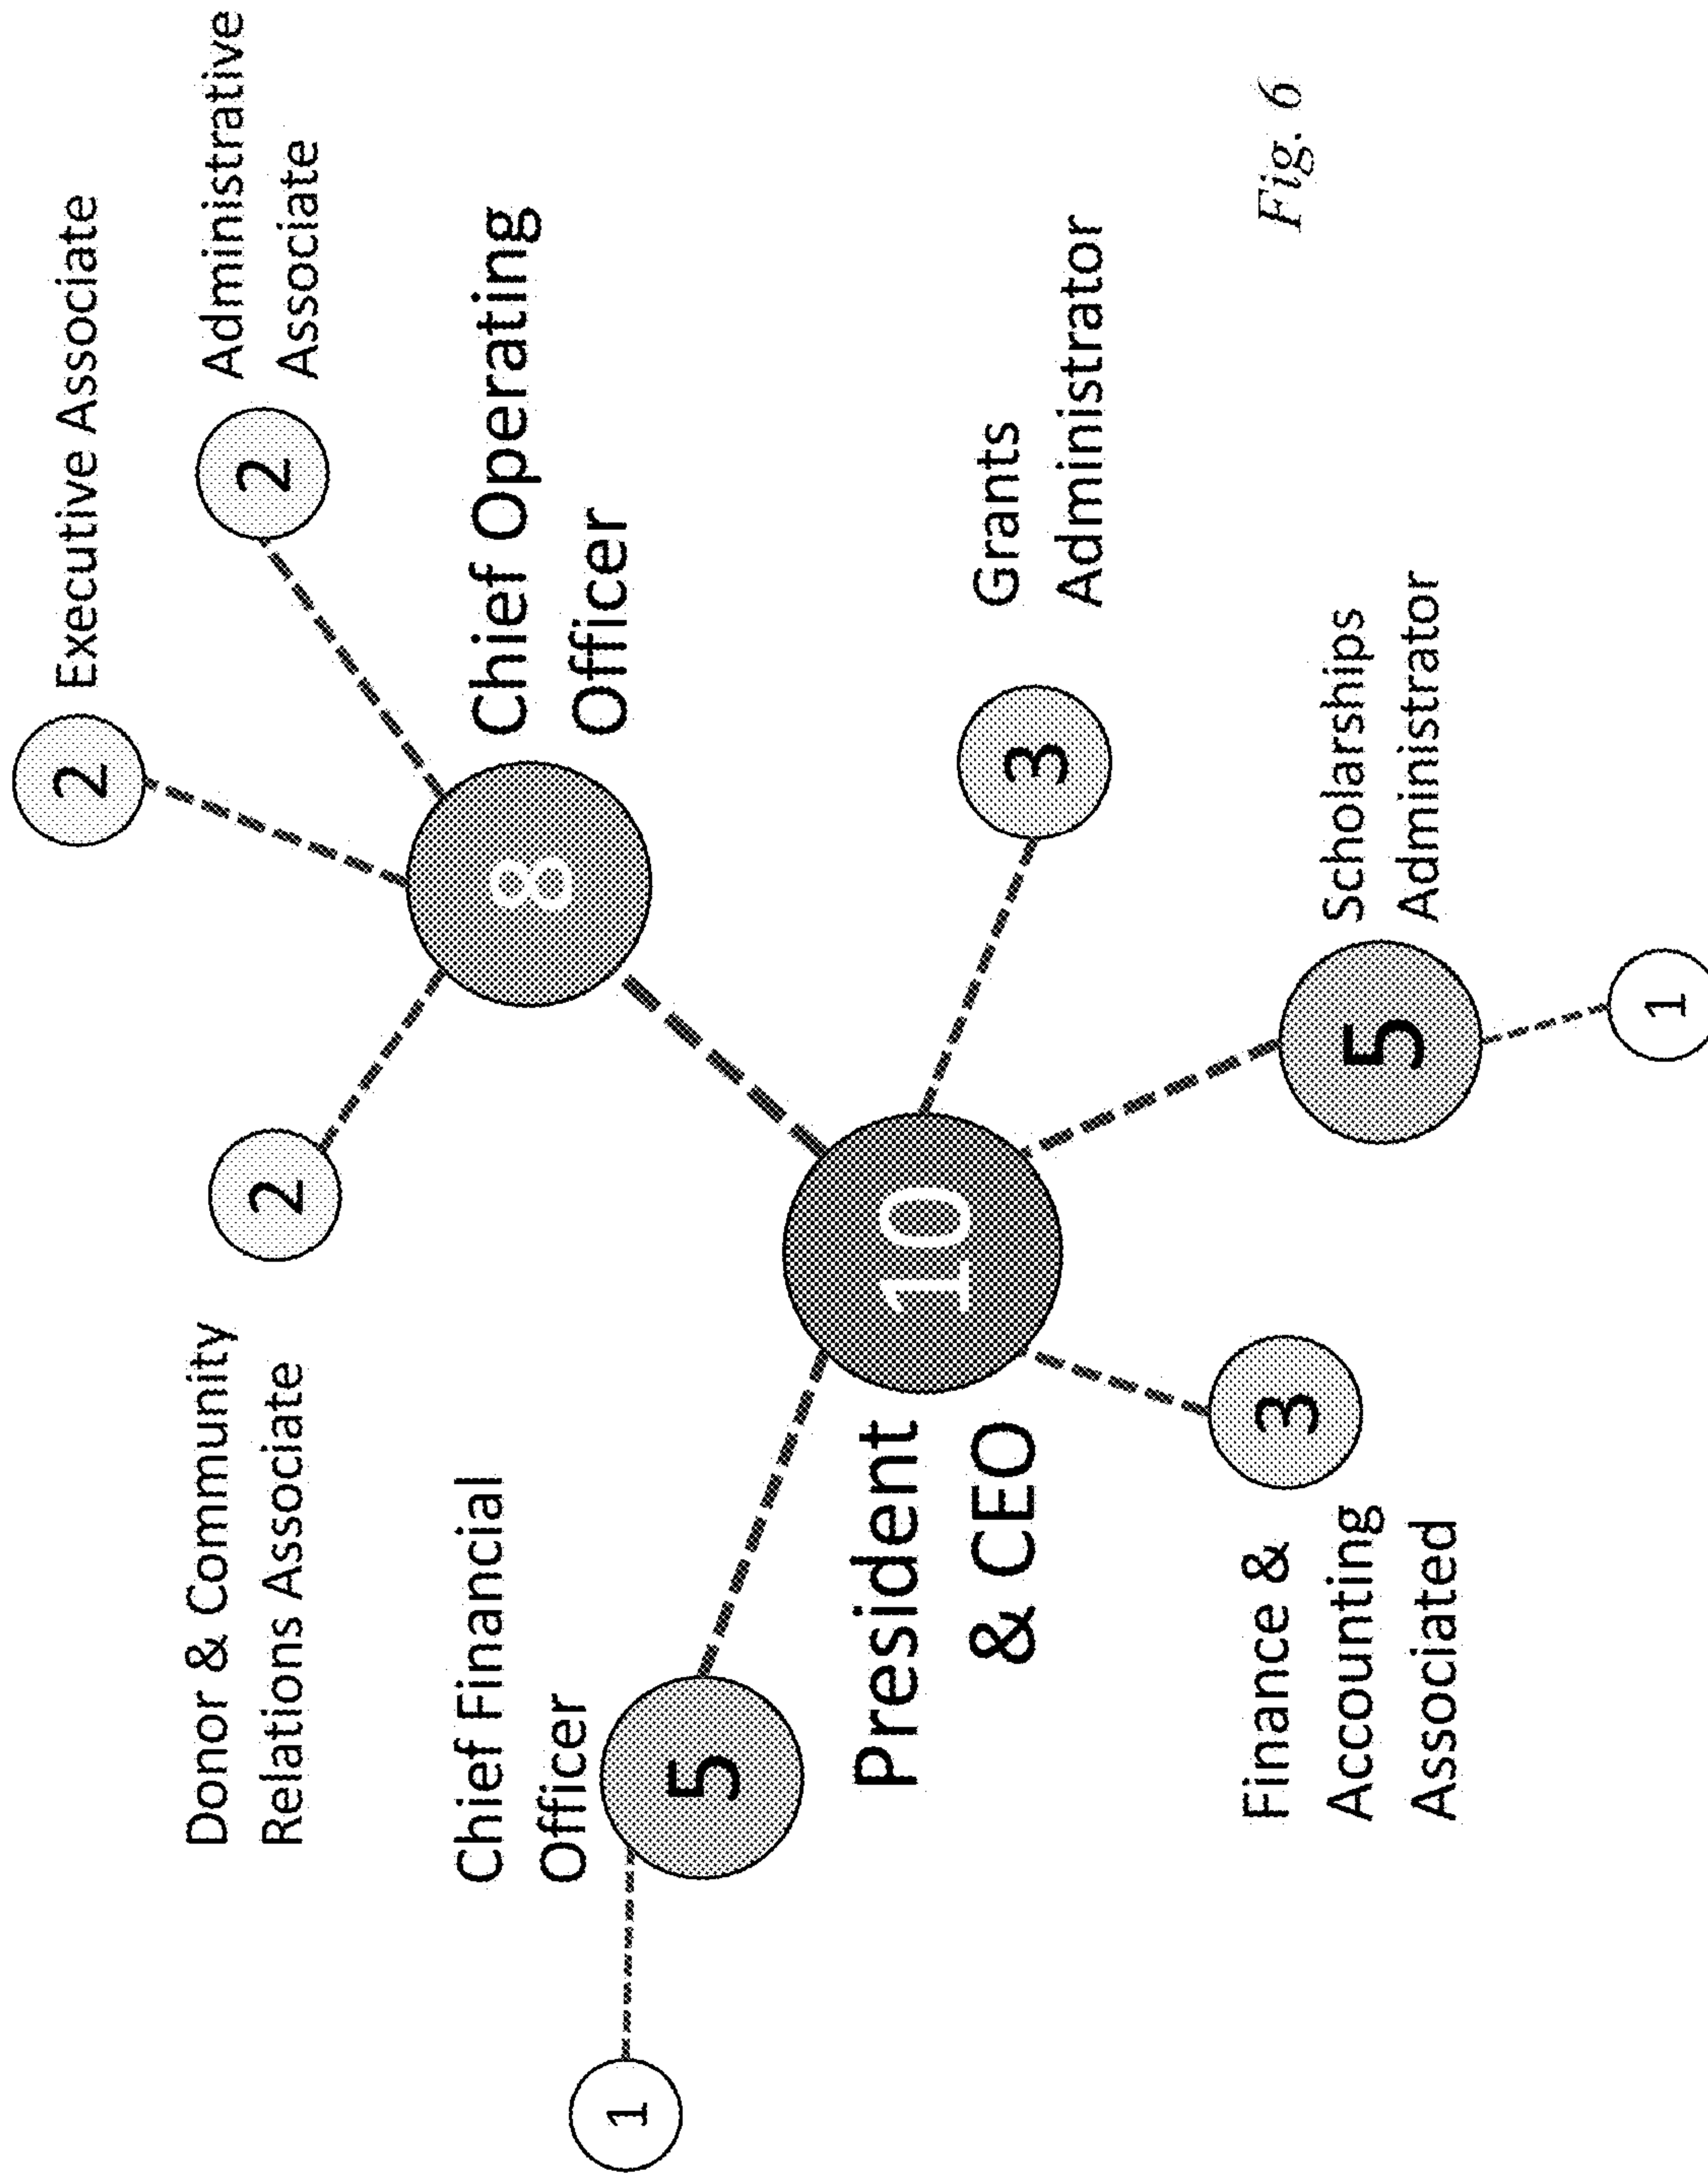 2
Executive Associate
Donor & Community
Relations Associate
2
2
Administrative
Associate
Chief Financial
Officer
8
Chief Operating
Officer
1
5
President
& CEO
10
3
Grants
Administrator
Finance &
Accounting
Associated
3
5
Scholarships
Administrator
1
Fig. 6